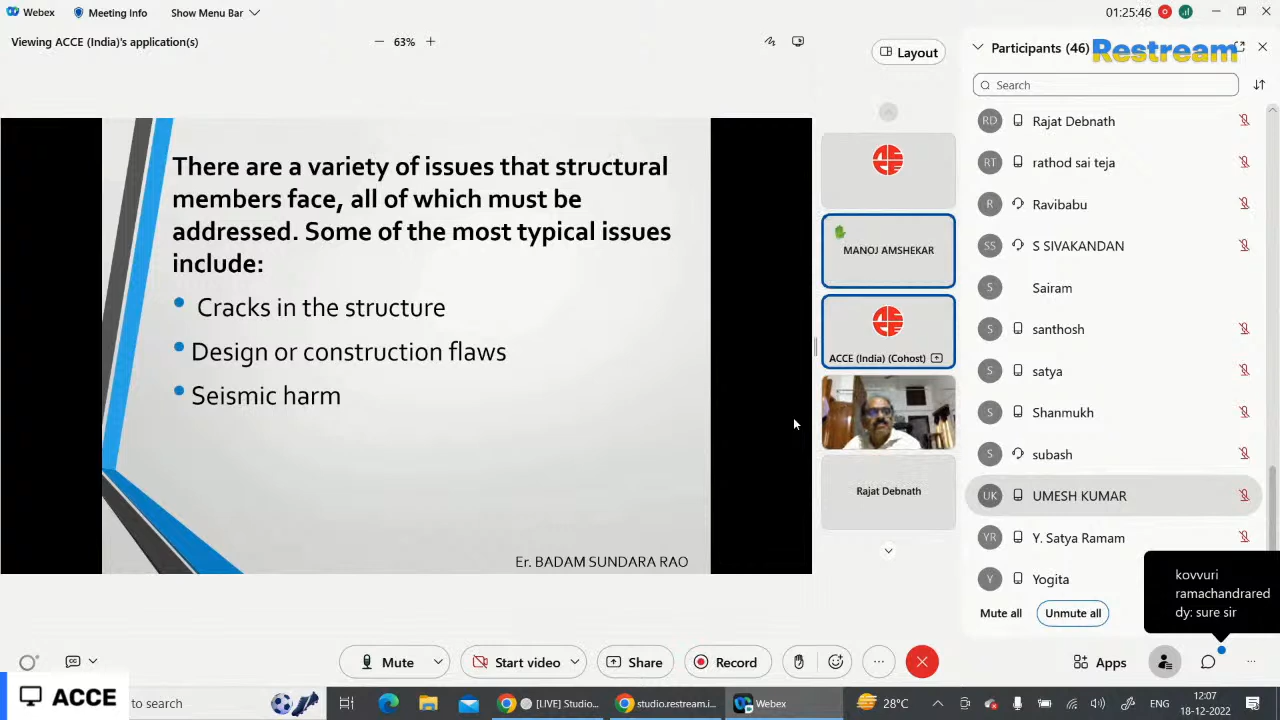 Webex
Meeting Info
Show Menu Bar
01:25:46
Viewing ACCE (India)'s application(s)
63%
Layout
Participants (46)
Restream
Search
There are a variety of issues that structural
members face, all of which must be
addressed. Some of the most typical issues
include:
Cracks in the structure
Design or construction flaws
Seismic harm
Er. BADAM SUNDARA RAO
MANOJ AMSHEKAR
ACCE (India) (Cohost)
Rajat Debnath
RD Rajat Debnath
RT rathod sai teja
R Ravibabu
SS S SIVAKANDAN
S Sairam
S santhosh
S satya
S Shanmukh
S subash
UK UMESH KUMAR
YR Y. Satya Ramam
Y Yogita
kovvuri
ramachandrared
dy: sure sir
Mute all
Unmute all
CC
Mute
Start video
Share
Record
Apps
ACCE
to search
[LIVE] Studio...
studio.restream.i...
Webex
28°C
ENG
12:07
18-12-2022